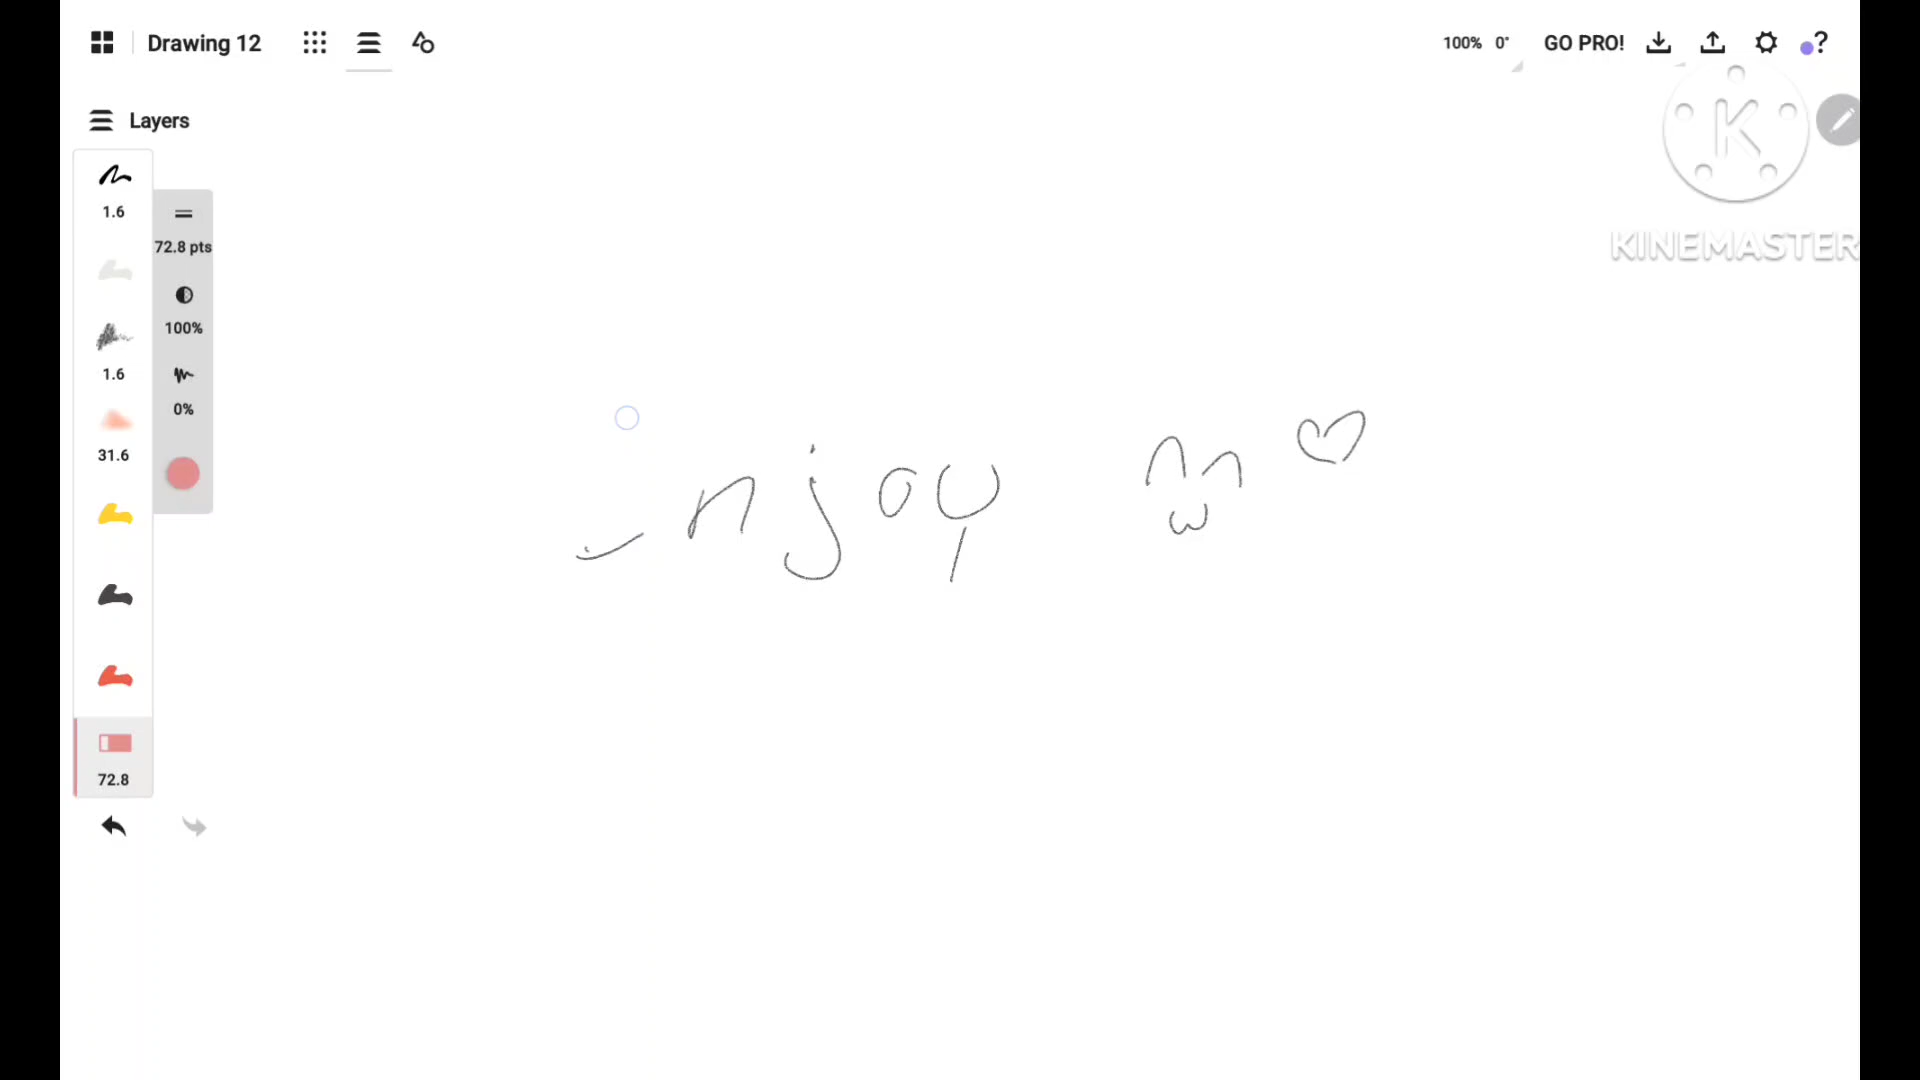 Drawing 12
100% 0°
GO PRO!
?
Layers
1.6
72.8 pts
100%
1.6
0%
31.6
72.8
njoy
K
KINEMASTER